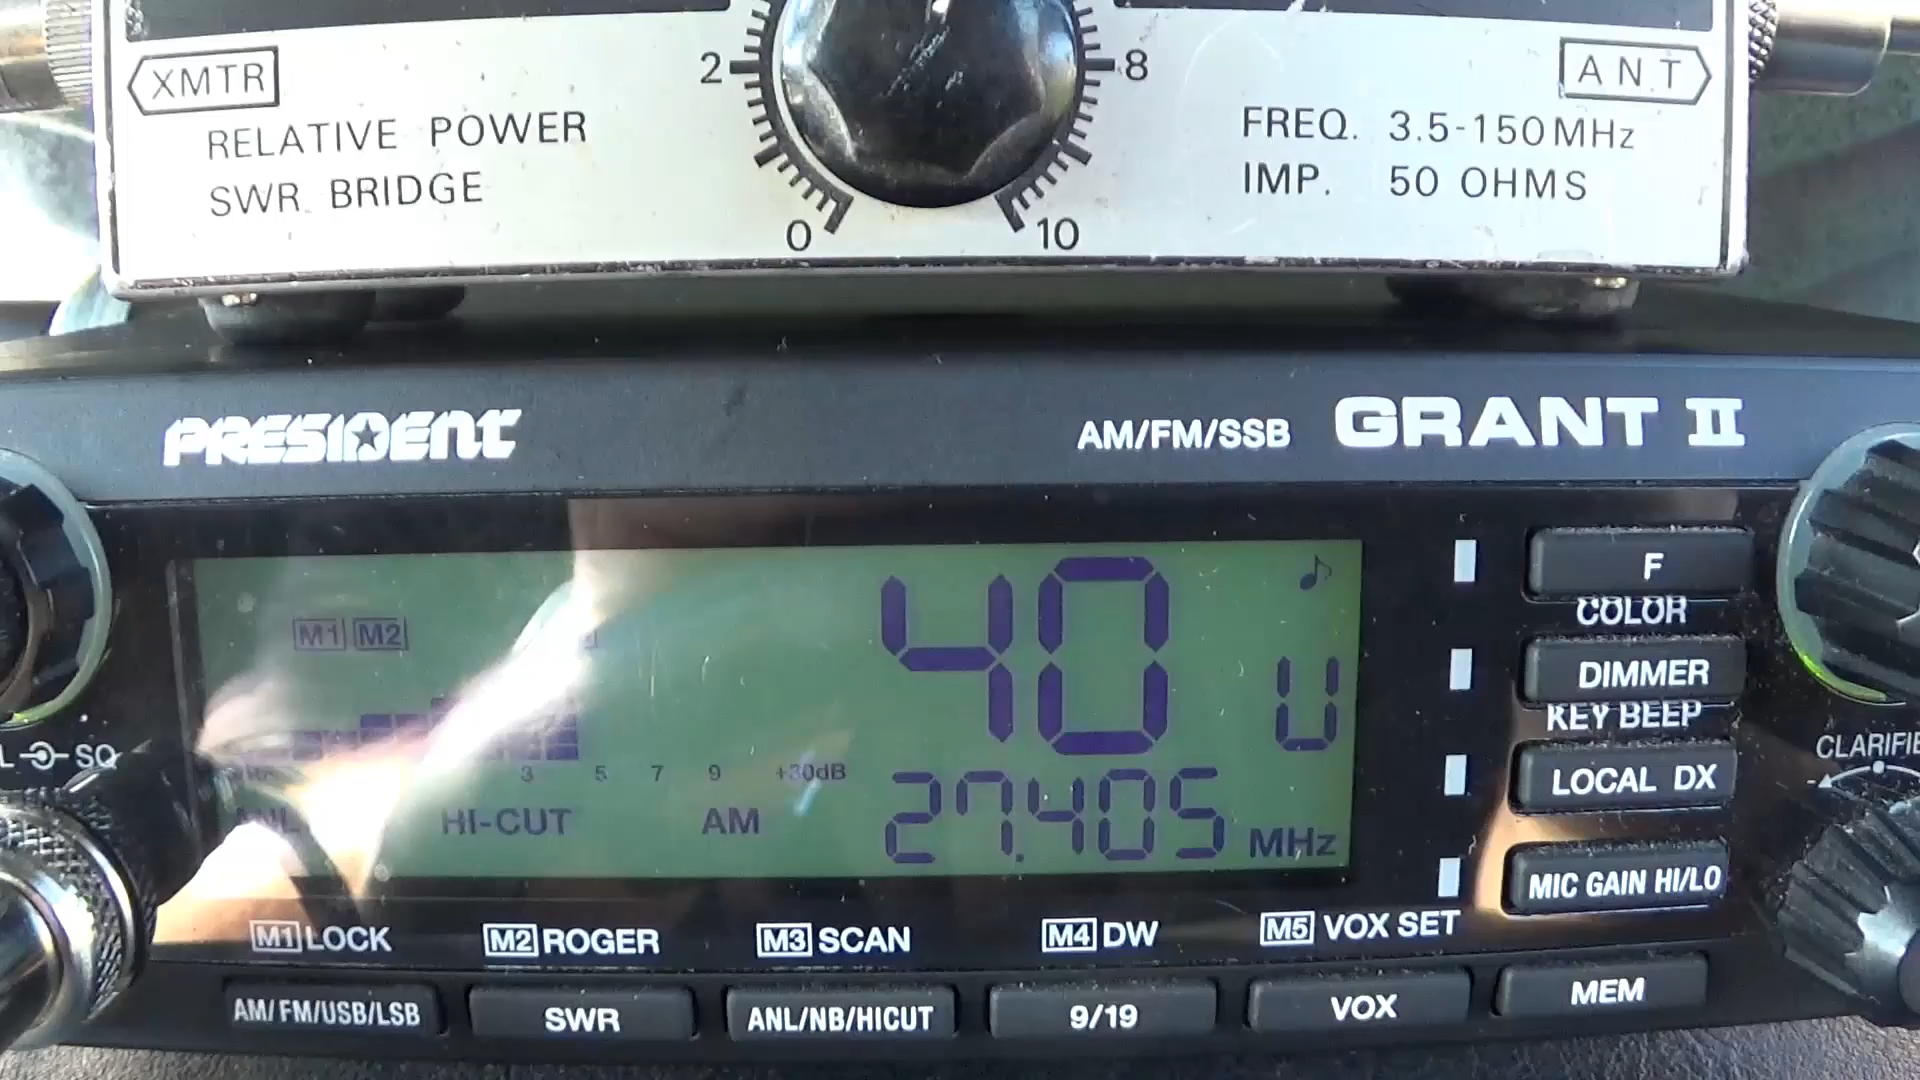 XMTR
2
8
ANT
RELATIVE POWER
SWR BRIDGE
FREQ. 3.5-150MHz
IMP. 50 OHMS
0
10
PRESIDENT
AM/FM/SSB GRANT II
40
U
M1 M2
3 5 7 9 +30dB
ANL HI-CUT AM
27.405 MHz
F
COLOR
DIMMER
KEY BEEP
LOCAL DX
MIC GAIN HI/LO
SQ
M1 LOCK M2 ROGER M3 SCAN M4 DW M5 VOX SET
AM/FM/USB/LSB SWR ANL/NB/HICUT 9/19 VOX MEM